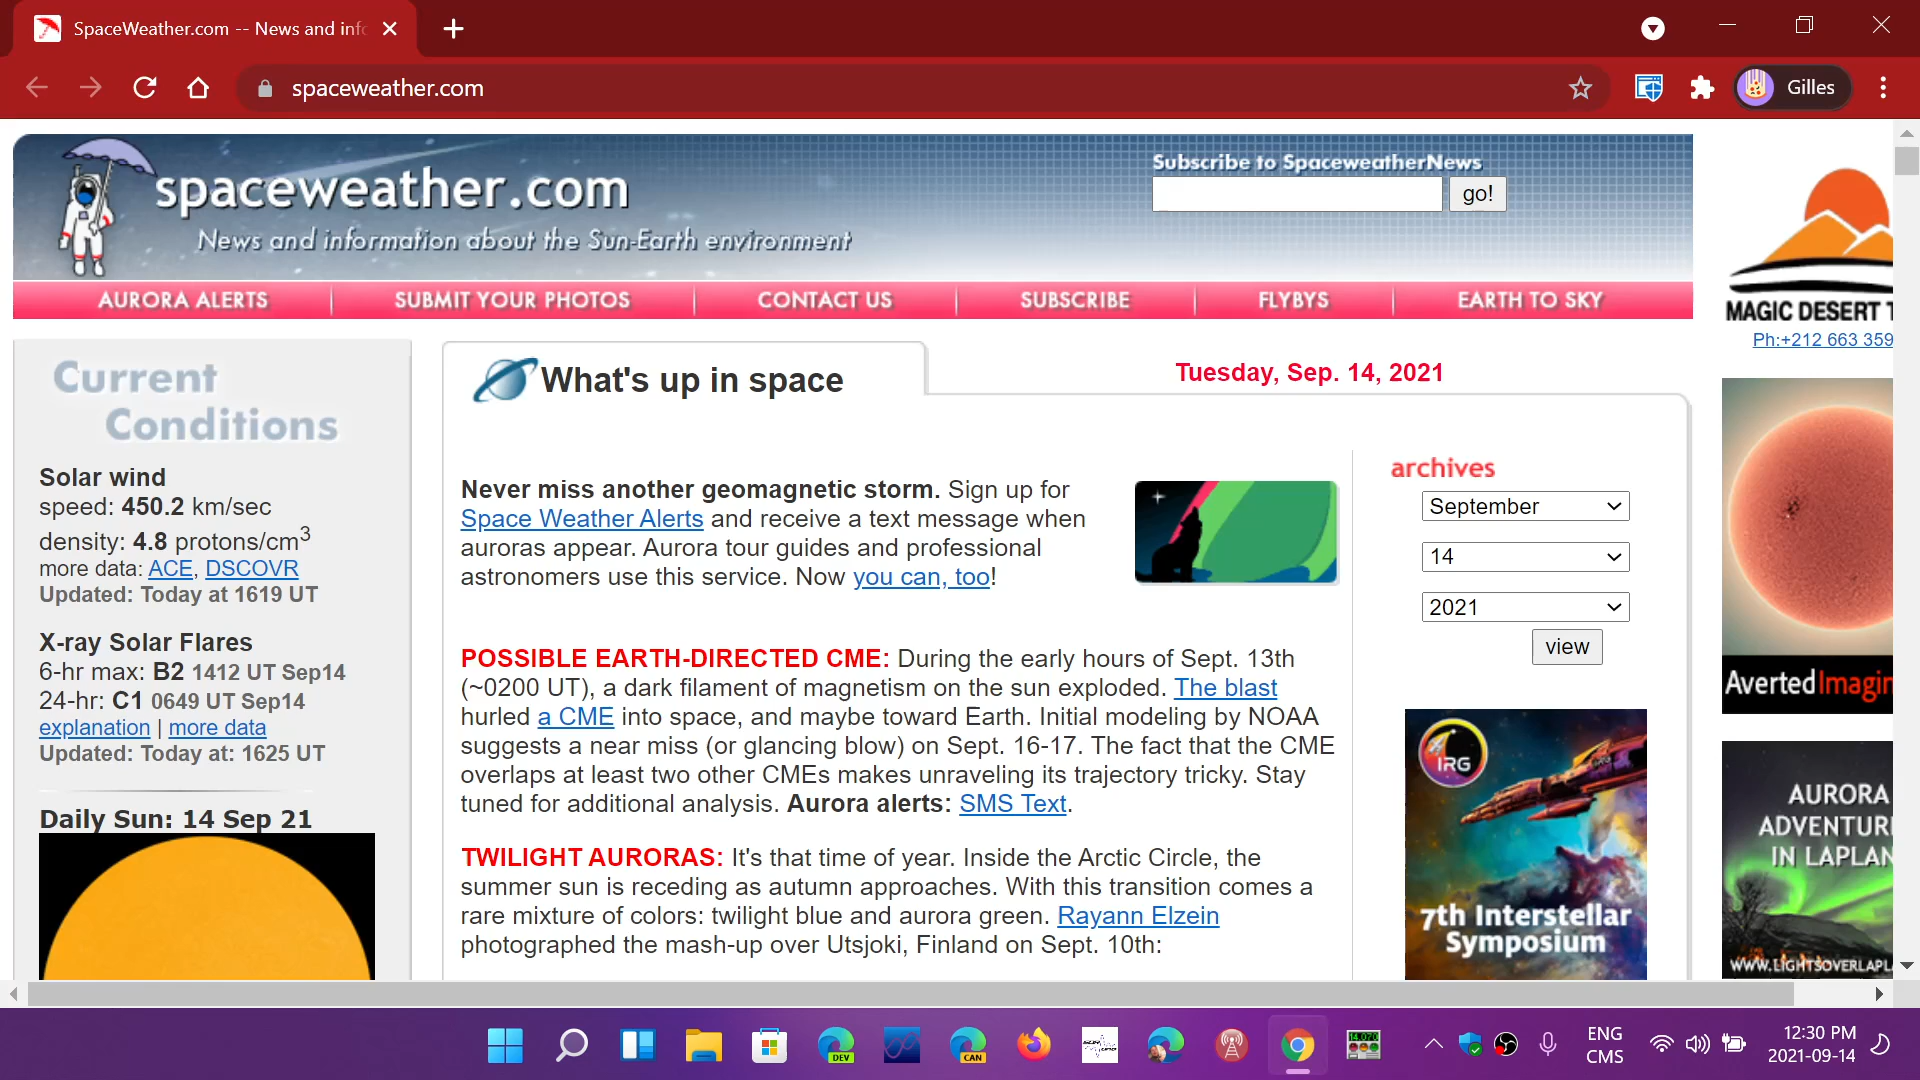 SpaceWeather.com -- News and inf
spaceweather.com
Gilles
spaceweather.com
News and information about the Sun-Earth environment
Subscribe to SpaceweatherNews
go!
AURORA ALERTS
SUBMIT YOUR PHOTOS
CONTACT US
SUBSCRIBE
FLYBYS
EARTH TO SKY
MAGIC DESERT T
Ph:+212 663 359
Current
Conditions
Solar wind
speed: 450.2 km/sec
density: 4.8 protons/cm3
more data: ACE, DSCOVR
Updated: Today at 1619 UT
X-ray Solar Flares
6-hr max: B2 1412 UT Sep14
24-hr: C1 0649 UT Sep14
explanation | more data
Updated: Today at: 1625 UT
Daily Sun: 14 Sep 21
What's up in space
Tuesday, Sep. 14, 2021
Never miss another geomagnetic storm. Sign up for
Space Weather Alerts and receive a text message when
auroras appear. Aurora tour guides and professional
astronomers use this service. Now you can, too!
POSSIBLE EARTH-DIRECTED CME: During the early hours of Sept. 13th
(~0200 UT), a dark filament of magnetism on the sun exploded. The blast
hurled a CME into space, and maybe toward Earth. Initial modeling by NOAA
suggests a near miss (or glancing blow) on Sept. 16-17. The fact that the CME
overlaps at least two other CMEs makes unraveling its trajectory tricky. Stay
tuned for additional analysis. Aurora alerts: SMS Text.
TWILIGHT AURORAS: It's that time of year. Inside the Arctic Circle, the
summer sun is receding as autumn approaches. With this transition comes a
rare mixture of colors: twilight blue and aurora green. Rayann Elzein
photographed the mash-up over Utsjoki, Finland on Sept. 10th:
archives
September
14
2021
view
IRG
7th Interstellar
Symposium
Averted Imagin
AURORA
ADVENTUR
IN LAPLAN
WWW.LIGHTSOVERLAPL
DEV
CAN
ENG
CMS
12:30 PM
2021-09-14